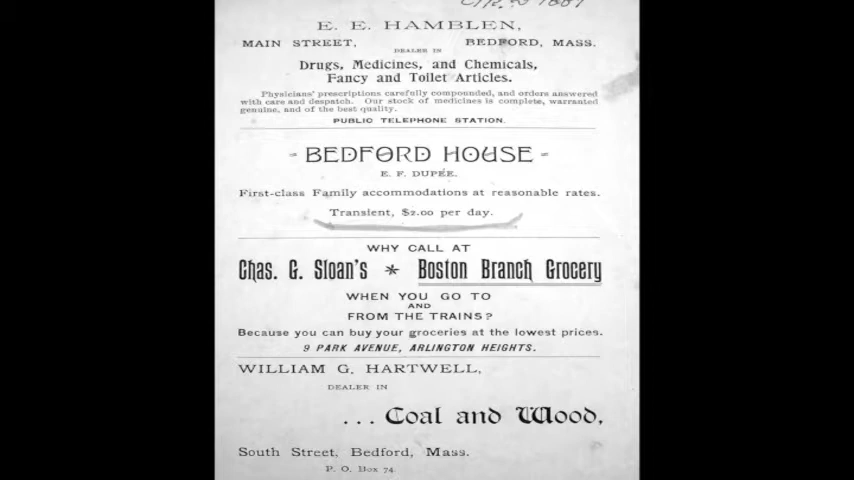 E. E. HAMBLEN,
MAIN STREET, BEDFORD, MASS.
DEALER IN
Drugs, Medicines, and Chemicals,
Fancy and Toilet Articles.
Physicians' prescriptions carefully compounded, and orders answered
with care and despatch. Our stock of medicines is complete, warranted
genuine, and of the best quality.
PUBLIC TELEPHONE STATION.
- BEDFORD HOUSE -
E. F. DUPEE.
First-class Family accommodations at reasonable rates.
Transient, $2.00 per day.
WHY CALL AT
Chas. G. Sloan's * Boston Branch Grocery
WHEN YOU GO TO
AND
FROM THE TRAINS?
Because you can buy your groceries at the lowest prices.
9 PARK AVENUE, ARLINGTON HEIGHTS.
WILLIAM G. HARTWELL,
DEALER IN
... Coal and Wood,
South Street, Bedford, Mass.
P. O. Box 74.